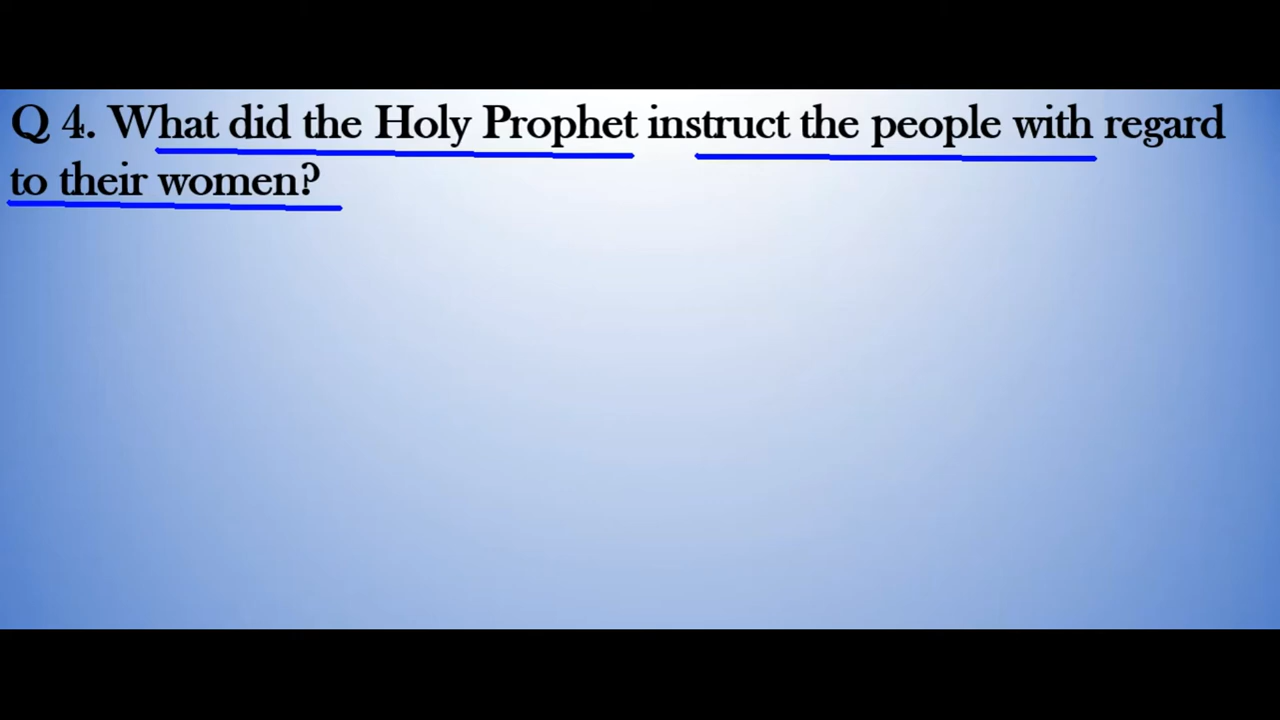 Q 4. What did the Holy Prophet instruct the people with regard
to their women?